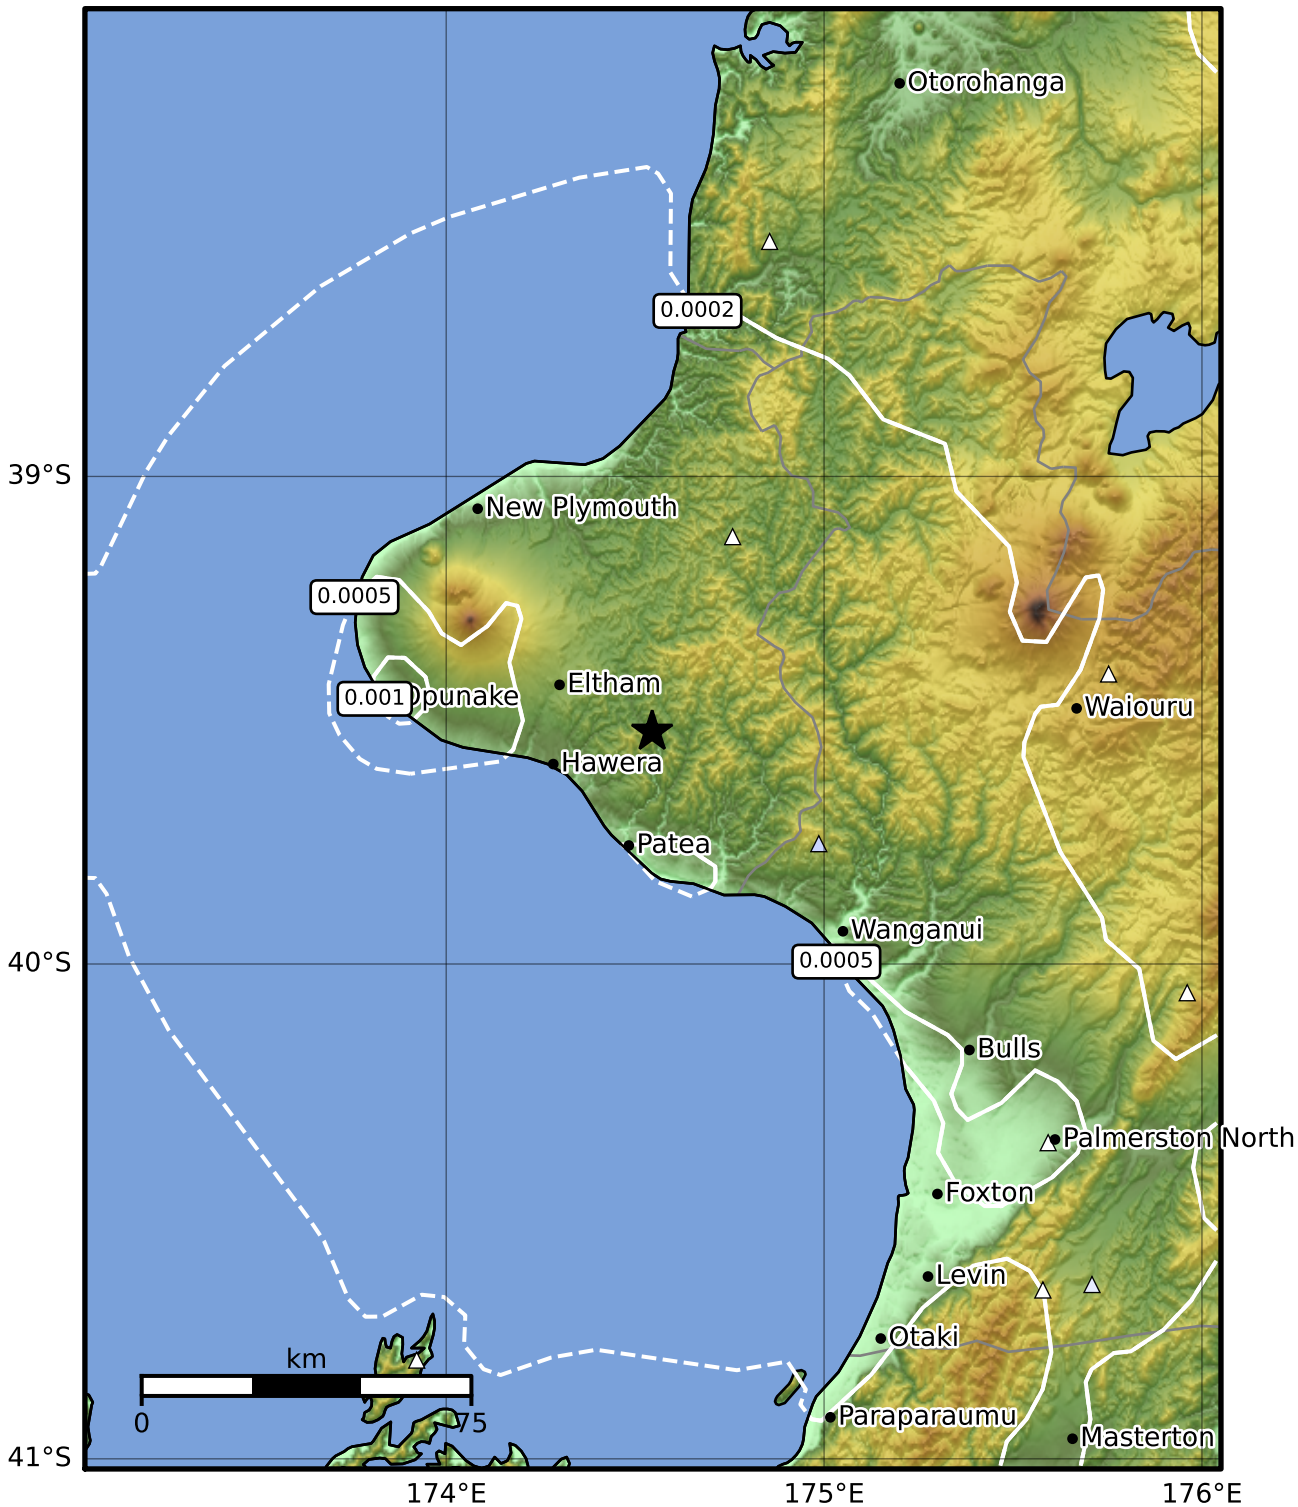 Otorohanga
0.0002
39°S
New Plymouth
0.0005
Eltham
0.001
Opunake
Waiouru
Hawera
Patea
Wanganui
0.0005
40°S
Bulls
Palmerston North
Foxton
Levin
Otaki
km
0
75
Paraparaumu
Masterton
41°S
174°E
175°E
176°E